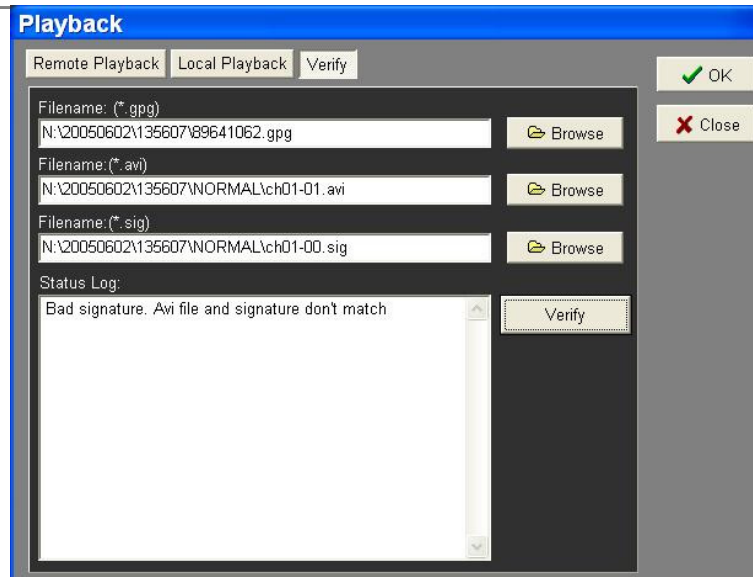 Playback
Remote Playback Local Playback Verify
OK
Close
Filename: (*.gpg)
N:\20050602\135607\89641062.gpg Browse
Filename:(*.avi)
N:\20050602\135607\NORMAL\ch01-01.avi Browse
Filename:(*.sig)
N:\20050602\135607\NORMAL\ch01-00.sig Browse
Status Log:
Bad signature. Avi file and signature don't match
Verify